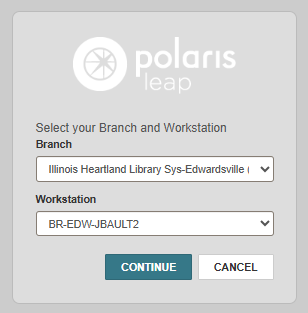 polaris
leap
Select your Branch and Workstation
Branch
Illinois Heartland Library Sys-Edwardsville (
Workstation
BR-EDW-JBAULT2
CONTINUE CANCEL